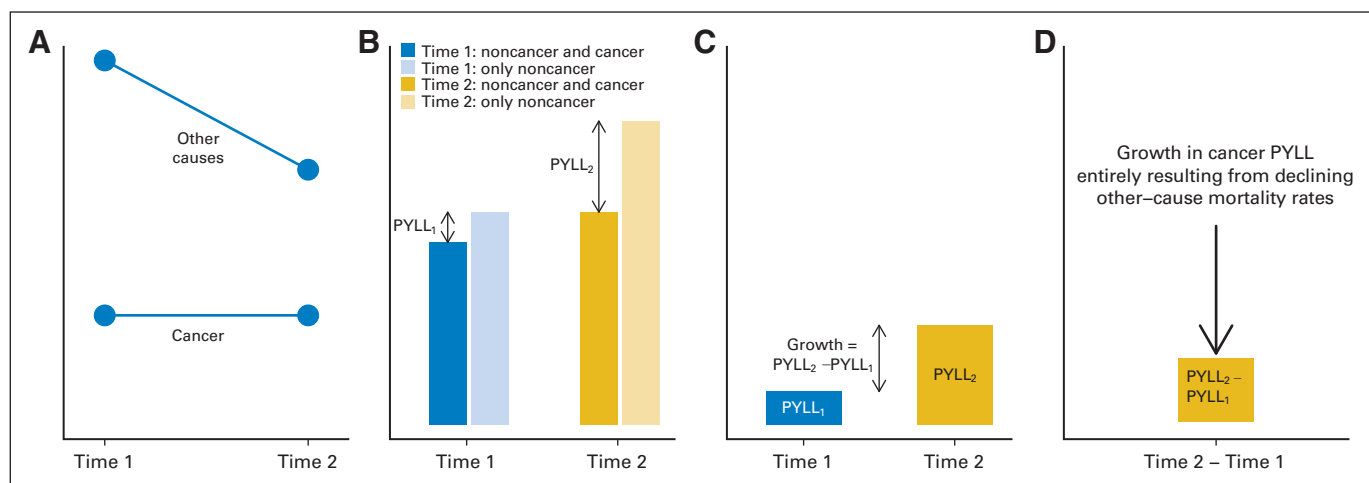 A
Other
causes
Cancer
Time 1
Time 2
B
Time 1: noncancer and cancer
Time 1: only noncancer
Time 2: noncancer and cancer
Time 2: only noncancer
PYLL₂
PYLL₁
Time 1
Time 2
C
Growth =
PYLL₂ –PYLL₁
PYLL₁
PYLL₂
Time 1
Time 2
D
Growth in cancer PYLL
entirely resulting from declining
other–cause mortality rates
PYLL₂ –
PYLL₁
Time 2 – Time 1